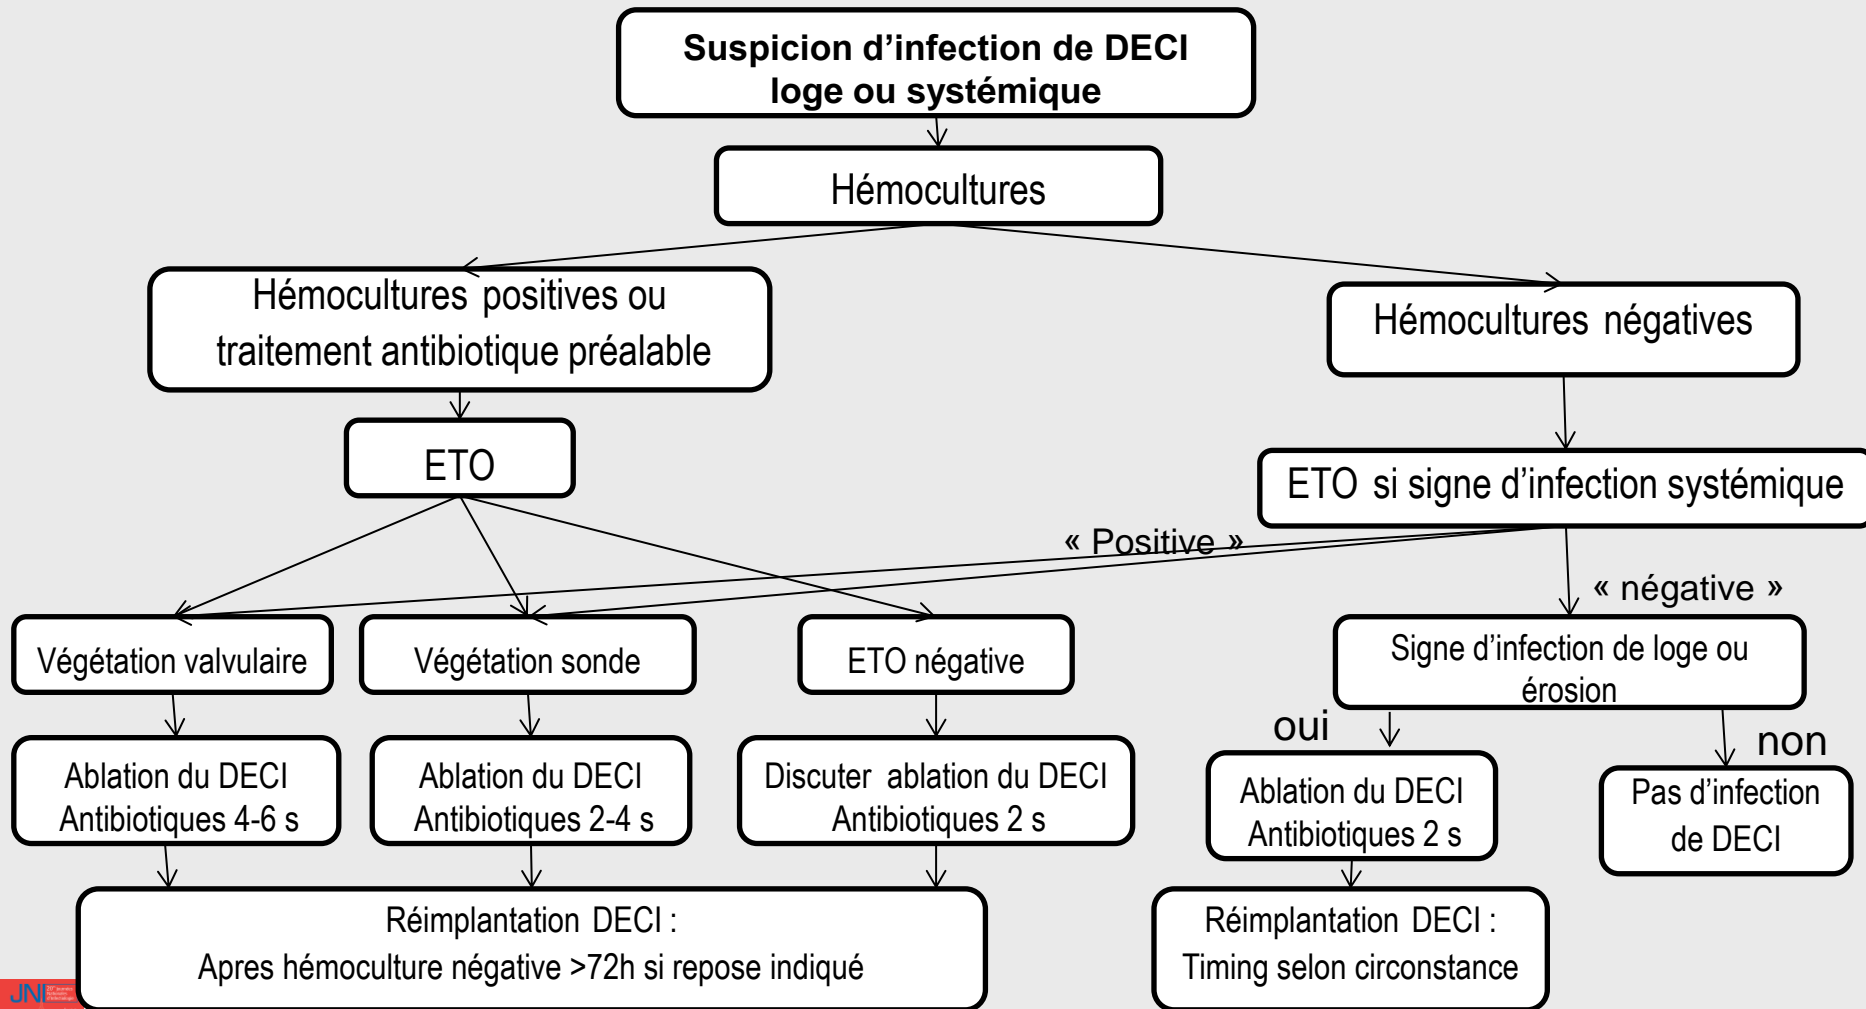 Suspicion d’infection de DECI
loge ou systémique
Hémocultures
Hémocultures positives ou
traitement antibiotique préalable
Hémocultures négatives
ETO
ETO si signe d’infection systémique
« Positive »
« négative »
Végétation valvulaire
Végétation sonde
ETO négative
Signe d’infection de loge ou
érosion
oui
non
Ablation du DECI
Antibiotiques 4-6 s
Ablation du DECI
Antibiotiques 2-4 s
Discuter ablation du DECI
Antibiotiques 2 s
Ablation du DECI
Antibiotiques 2 s
Pas d’infection
de DECI
Réimplantation DECI :
Apres hémoculture négative >72h si repose indiqué
Réimplantation DECI :
Timing selon circonstance
JNI